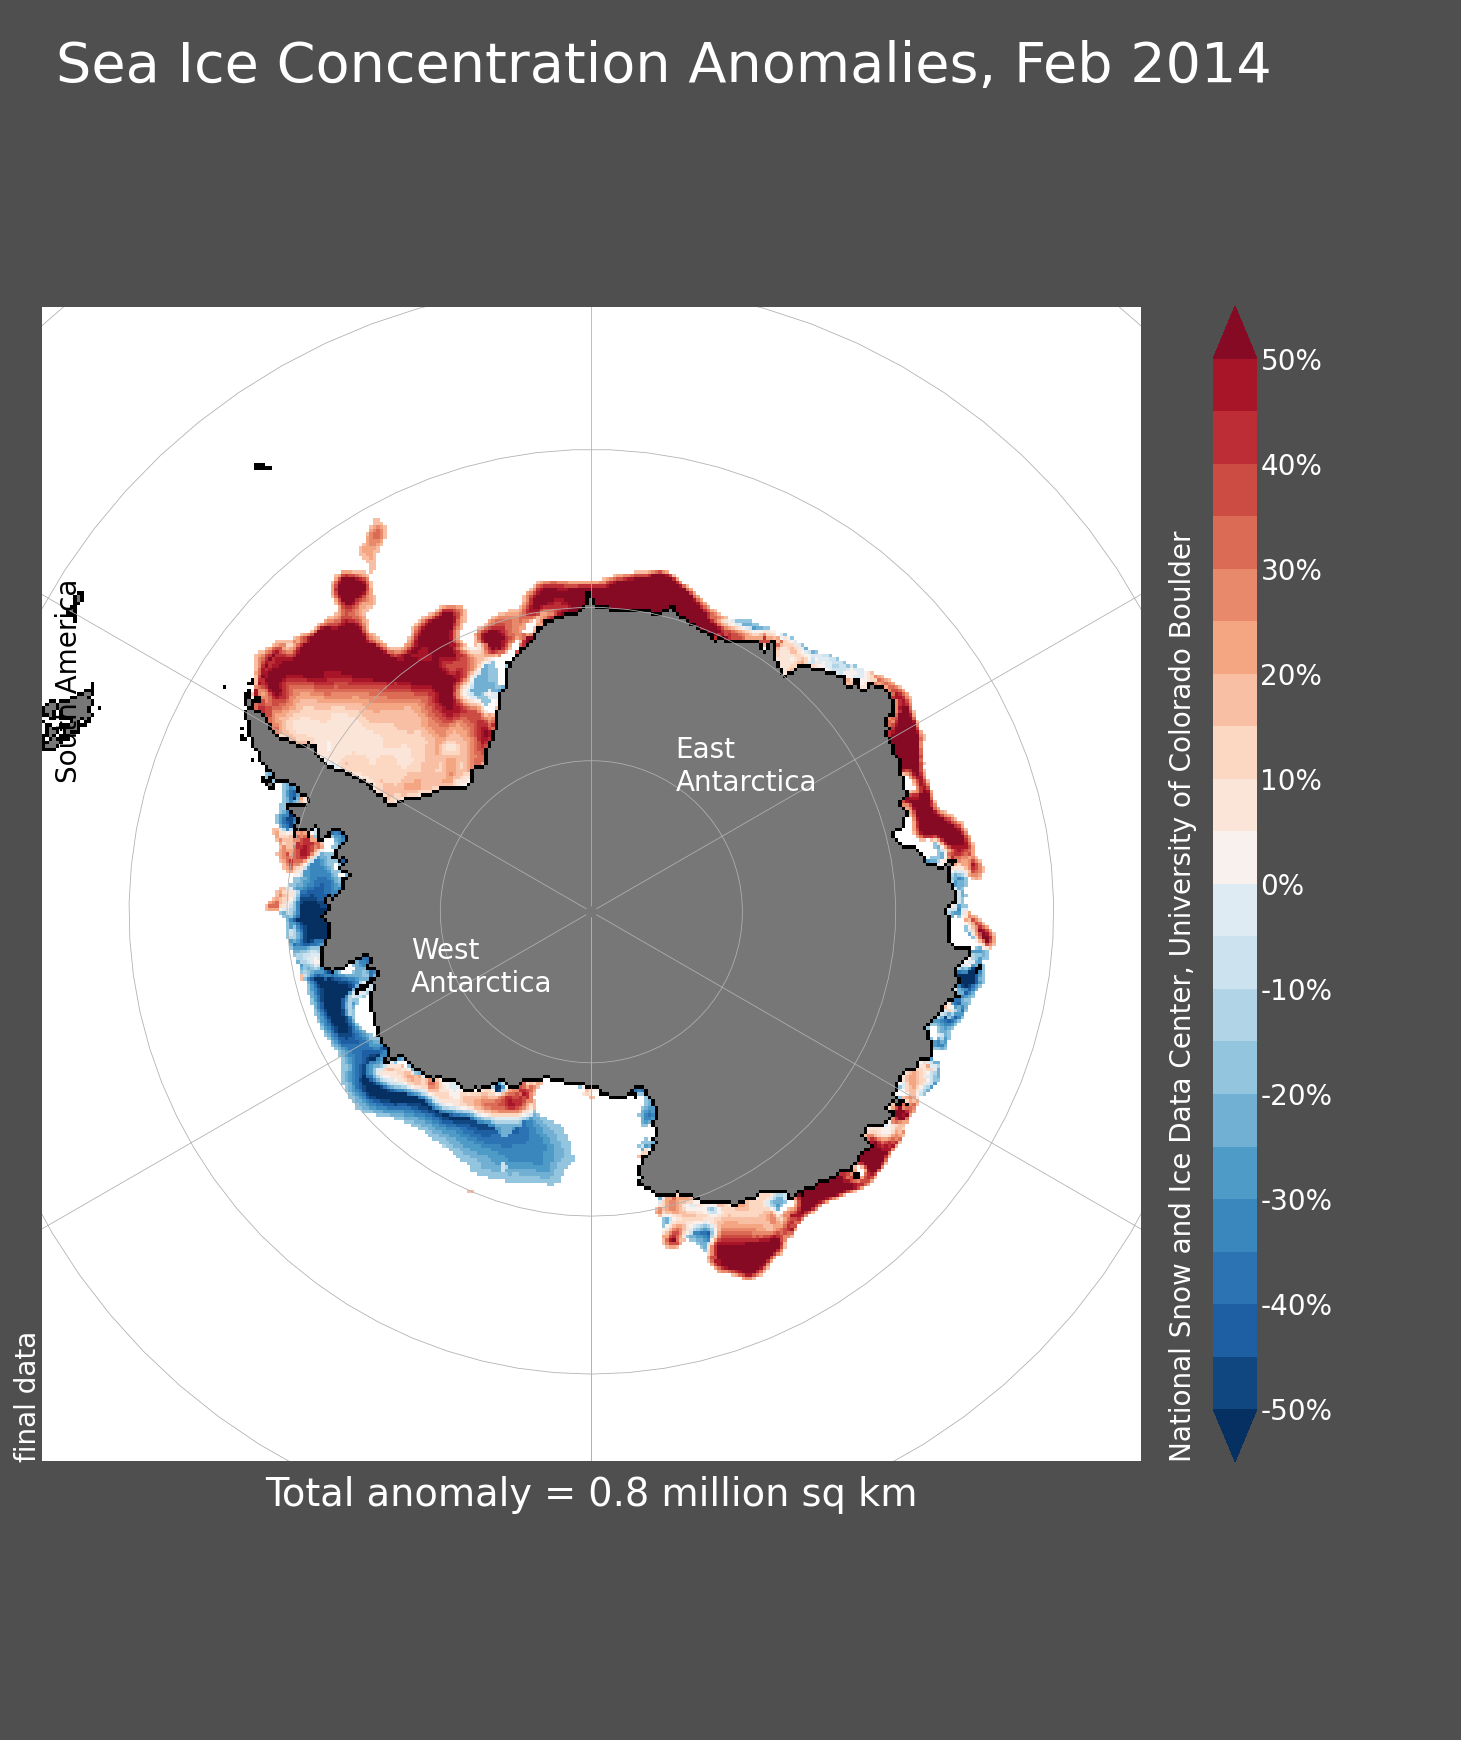 Sea Ice Concentration Anomalies, Feb 2014
South America
East
Antarctica
West
Antarctica
final data
National Snow and Ice Data Center, University of Colorado Boulder
50%
40%
30%
20%
10%
0%
-10%
-20%
-30%
-40%
-50%
Total anomaly = 0.8 million sq km